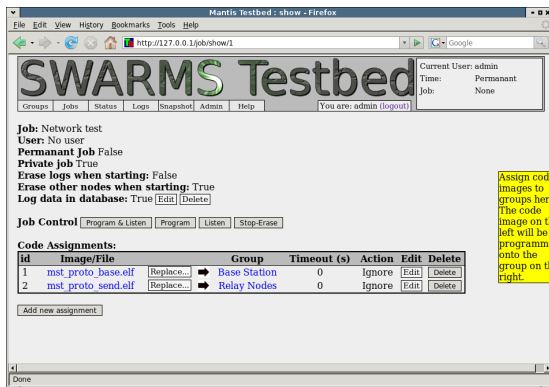 Mantis Testbed : show - Firefox
File Edit View History Bookmarks Tools Help
http://127.0.0.1/job/show/1
Google
SWARMS Testbed
Current User: admin
Time: Permanant
Job: None
Groups Jobs Status Logs Snapshot Admin Help
You are: admin (logout)
Job: Network test
User: No user
Permanant Job False
Private job True
Erase logs when starting: False
Erase other nodes when starting: True
Log data in database: True Edit Delete
Job Control Program & Listen Program Listen Stop-Erase
Code Assignments:
id Image/File Group Timeout (s) Action Edit Delete
1 mst_proto_base.elf Replace... Base Station 0 Ignore Edit Delete
2 mst_proto_send.elf Replace... Relay Nodes 0 Ignore Edit Delete
Add new assignment
Assign cod
images to
groups her
The code
image on t
left will be
programm
onto the
group on t
right.
Done